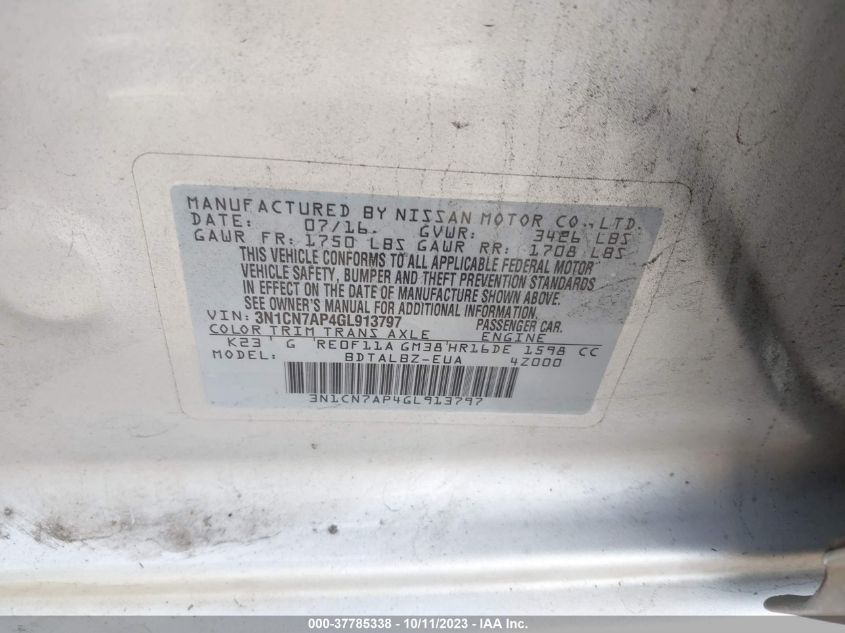 MANUFACTURED BY NISSAN MOTOR CO.,LTD.
DATE: 07/16. GVWR: 3426 LBS
GAWR FR: 1750 LBS GAWR RR: 1708 LBS
THIS VEHICLE CONFORMS TO ALL APPLICABLE FEDERAL MOTOR
VEHICLE SAFETY, BUMPER AND THEFT PREVENTION STANDARDS
IN EFFECT ON THE DATE OF MANUFACTURE SHOWN ABOVE.
SEE OWNER'S MANUAL FOR ADDITIONAL INFORMATION.
VIN: 3N1CN7AP4GL913797 PASSENGER CAR.
COLOR TRIM TRANS AXLE ENGINE
K23 G RE0F11A GM38 HR16DE 1598 CC
MODEL: BDTALBZ-EUA 4Z000
3N1CN7AP4GL913797
000-37785338 - 10/11/2023 - © IAA Inc.